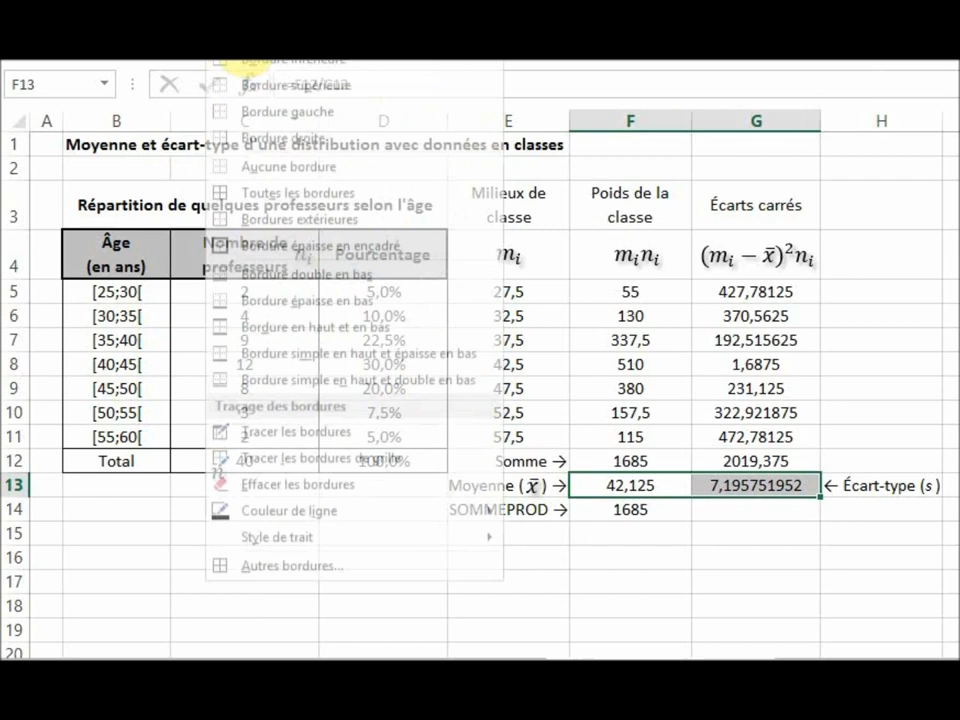 Bordure inférieure
F13
=F12/C12
Bordure supérieure
Bordure gauche
Bordure droite
Aucune bordure
Toutes les bordures
Bordures extérieures
Bordure épaisse en encadré
Bordure double en bas
Bordure épaisse en bas
Bordure en haut et en bas
Bordure simple en haut et épaisse en bas
Bordure simple en haut et double en bas
Traçage des bordures
Tracer les bordures
Tracer les bordures de grille
Effacer les bordures
Couleur de ligne
Style de trait
Autres bordures...
A B C D E F G H
1 Moyenne et écart-type d'une distribution avec données en classes
2
3 Répartition de quelques professeurs selon l'âge Milieux de classe Poids de la classe Écarts carrés
4 Âge (en ans) Nombre de professeurs nᵢ Pourcentage mᵢ mᵢnᵢ (mᵢ − x̄)²nᵢ
5 [25;30[ 2 5,0% 27,5 55 427,78125
6 [30;35[ 4 10,0% 32,5 130 370,5625
7 [35;40[ 9 22,5% 37,5 337,5 192,515625
8 [40;45[ 12 30,0% 42,5 510 1,6875
9 [45;50[ 8 20,0% 47,5 380 231,125
10 [50;55[ 3 7,5% 52,5 157,5 322,921875
11 [55;60[ 2 5,0% 57,5 115 472,78125
12 Total 40 100,0% Somme → 1685 2019,375
13 n Moyenne (x̄) → 42,125 7,195751952 ← Écart-type (s)
14 SOMMEPROD → 1685
15
16
17
18
19
20